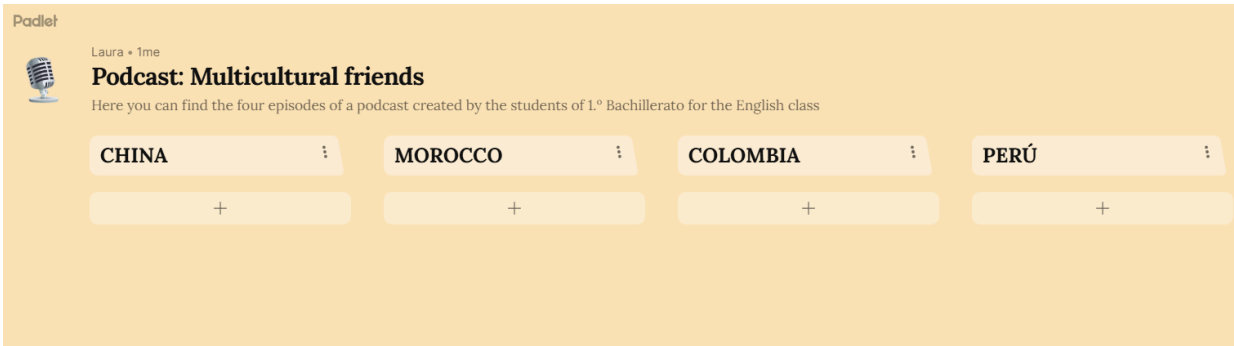 Padlet
Laura • 1me
Podcast: Multicultural friends
Here you can find the four episodes of a podcast created by the students of 1.º Bachillerato for the English class
CHINA
MOROCCO
COLOMBIA
PERÚ